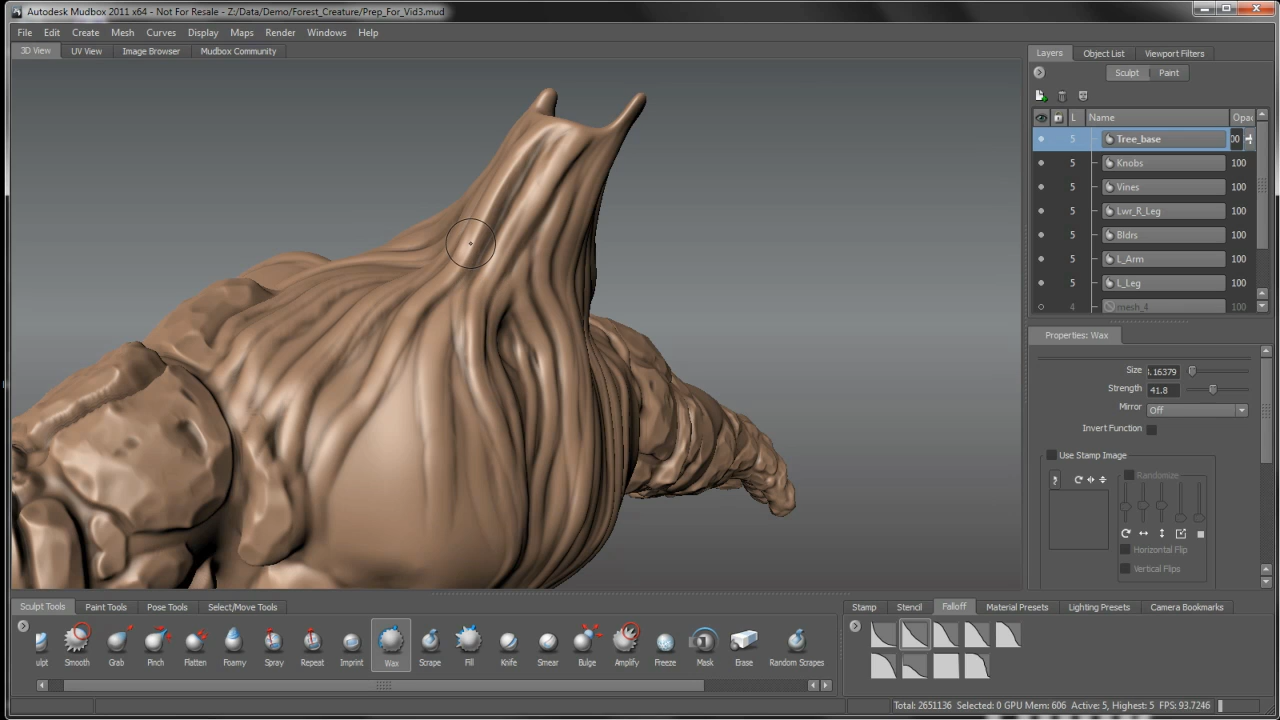 Autodesk Mudbox 2011 x64 - Not For Resale - Z:/Data/Demo/Forest_Creature/Prep_For_Vid3.mud
File Edit Create Mesh Curves Display Maps Render Windows Help
3D View UV View Image Browser Mudbox Community
Layers Object List Viewport Filters
Sculpt Paint
L Name Opac
5 Tree_base 00
5 Knobs 100
5 Vines 100
5 Lwr_R_Leg 100
5 Bldrs 100
5 L_Arm 100
5 L_Leg 100
4 mesh_4 100
Properties: Wax
Size .16379
Strength 41.8
Mirror Off
Invert Function
Use Stamp Image
Randomize
Horizontal Flip
Vertical Flips
Sculpt Tools Paint Tools Pose Tools Select/Move Tools
Stamp Stencil Falloff Material Presets Lighting Presets Camera Bookmarks
ulpt Smooth Grab Pinch Flatten Foamy Spray Repeat Imprint Wax Scrape Fill Knife Smear Bulge Amplify Freeze Mask Erase Random Scrapes
Total: 2651136 Selected: 0 GPU Mem: 606 Active: 5, Highest: 5 FPS: 93.7246